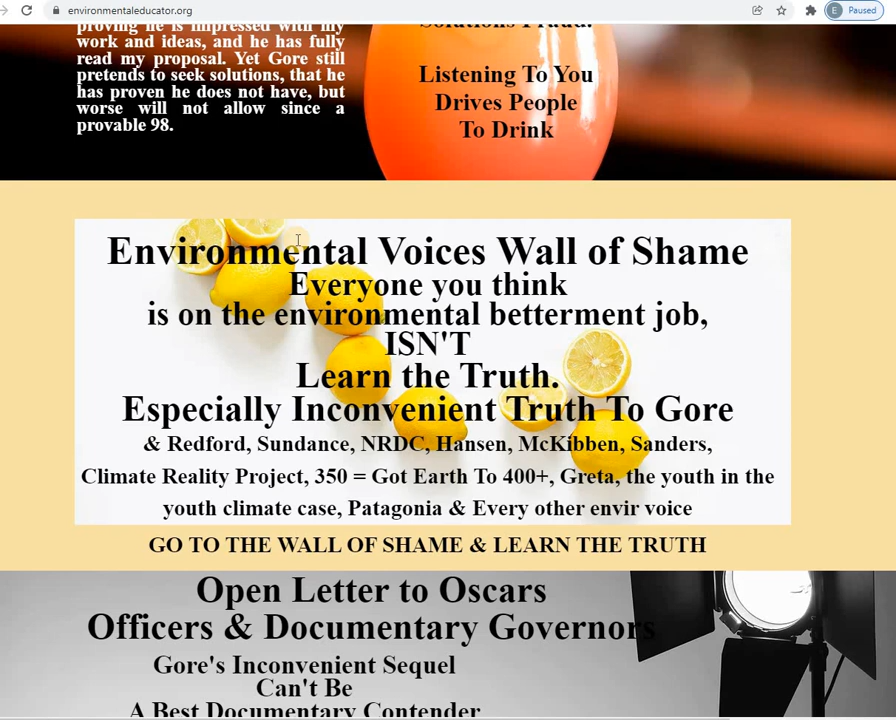 environmentaleducator.org
Paused
E
proving he is impressed with my
work and ideas, and he has fully
read my proposal. Yet Gore still
pretends to seek solutions, that he
has proven he does not have, but
worse will not allow since a
provable 98.
Solutions Fraud.
Listening To You
Drives People
To Drink
Environmental Voices Wall of Shame
Everyone you think
is on the environmental betterment job,
ISN'T
Learn the Truth.
Especially Inconvenient Truth To Gore
& Redford, Sundance, NRDC, Hansen, McKibben, Sanders,
Climate Reality Project, 350 = Got Earth To 400+, Greta, the youth in the
youth climate case, Patagonia & Every other envir voice
GO TO THE WALL OF SHAME & LEARN THE TRUTH
Open Letter to Oscars
Officers & Documentary Governors
Gore's Inconvenient Sequel
Can't Be
A Best Documentary Contender